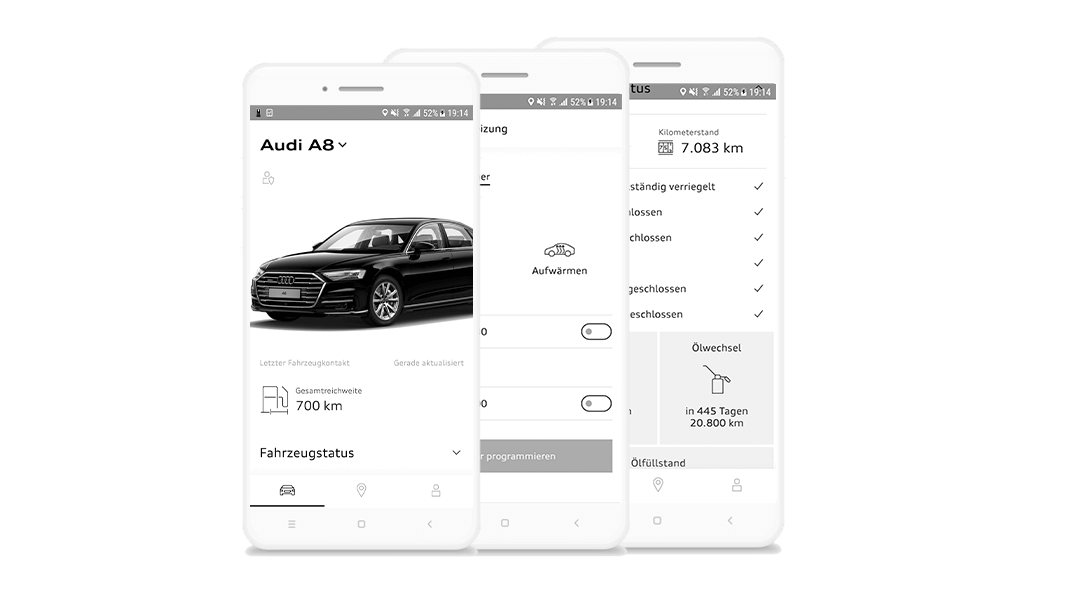 52% 19:14
Audi A8
Letzter Fahrzeugkontakt Gerade aktualisiert
Gesamtreichweite
700 km
Fahrzeugstatus
52% 19:14
izung
er
Aufwärmen
0
0
r programmieren
tus
52% 19:14
Kilometerstand
7.083 km
ständig verriegelt
lossen
chlossen
geschlossen
eschlossen
Ölwechsel
in 445 Tagen
20.800 km
n
Ölfüllstand